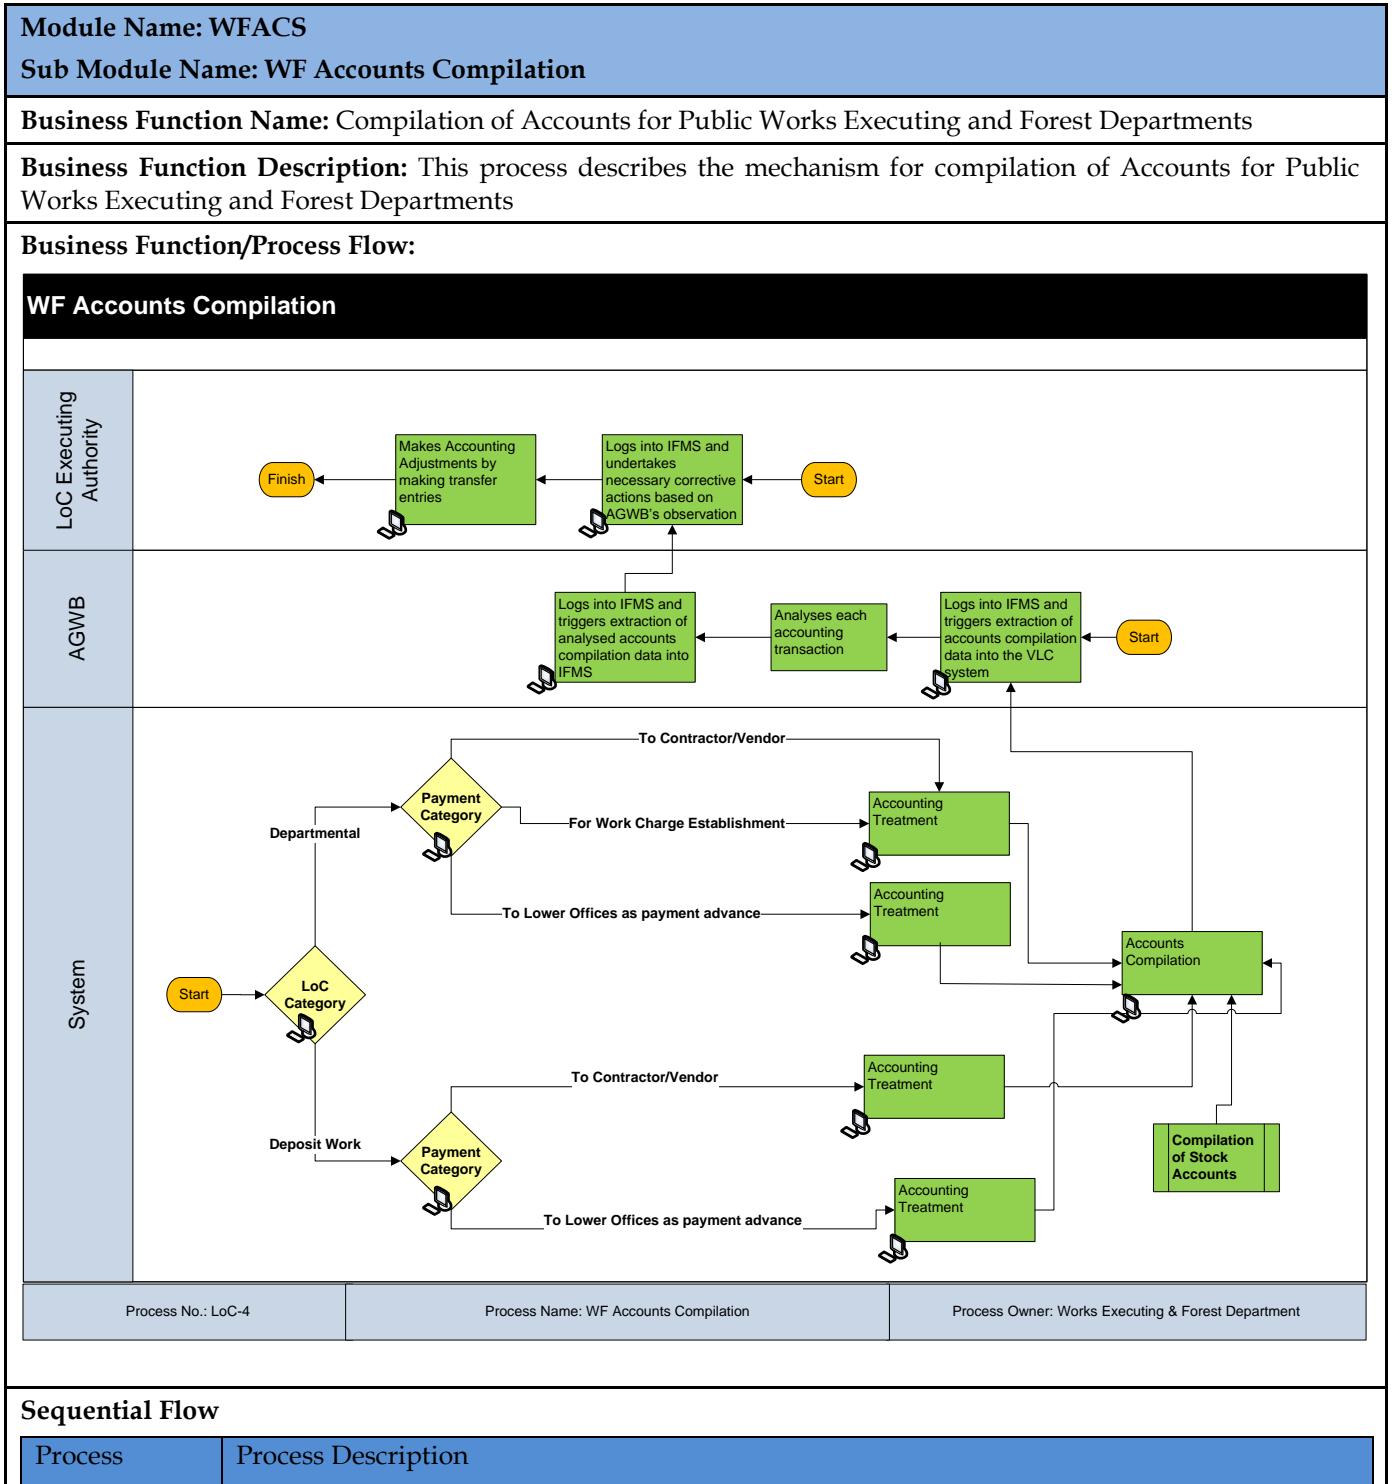 Module Name: WFACS
Sub Module Name: WF Accounts Compilation
Business Function Name: Compilation of Accounts for Public Works Executing and Forest Departments
Business Function Description: This process describes the mechanism for compilation of Accounts for Public
Works Executing and Forest Departments
Business Function/Process Flow:
WF Accounts Compilation
LoC Executing
Authority
Finish
Makes Accounting
Adjustments by
making transfer
entries
Logs into IFMS and
undertakes
necessary corrective
actions based on
AGWB's observation
Start
AGWB
Logs into IFMS and
triggers extraction of
analysed accounts
compilation data into
IFMS
Analyses each
accounting
transaction
Logs into IFMS and
triggers extraction of
accounts compilation
data into the VLC
system
Start
System
To Contractor/Vendor
Payment
Category
Departmental
For Work Charge Establishment
Accounting
Treatment
To Lower Offices as payment advance
Accounting
Treatment
Accounts
Compilation
Start
LoC
Category
To Contractor/Vendor
Accounting
Treatment
Deposit Work
Payment
Category
Compilation
of Stock
Accounts
To Lower Offices as payment advance
Accounting
Treatment
Process No.: LoC-4
Process Name: WF Accounts Compilation
Process Owner: Works Executing & Forest Department
Sequential Flow
Process
Process Description